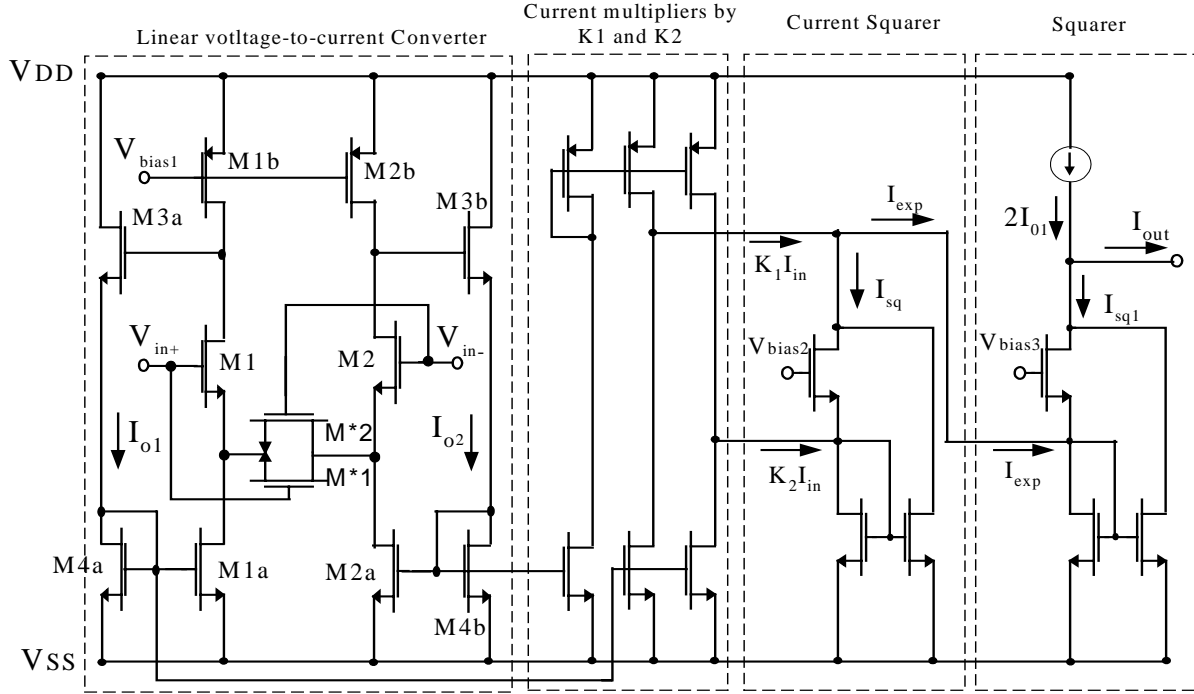 Linear votltage-to-current Converter
Current multipliers by
K1 and K2
Current Squarer
Squarer
VDD
Vbias1
M1b
M2b
M3a
M3b
Iexp
2I01
Iout
K1Iin
Isq
Isq1
Vin+
M1
M2
Vin-
Vbias2
Vbias3
Io1
M*2
M*1
Io2
K2Iin
Iexp
M4a
M1a
M2a
M4b
VSS